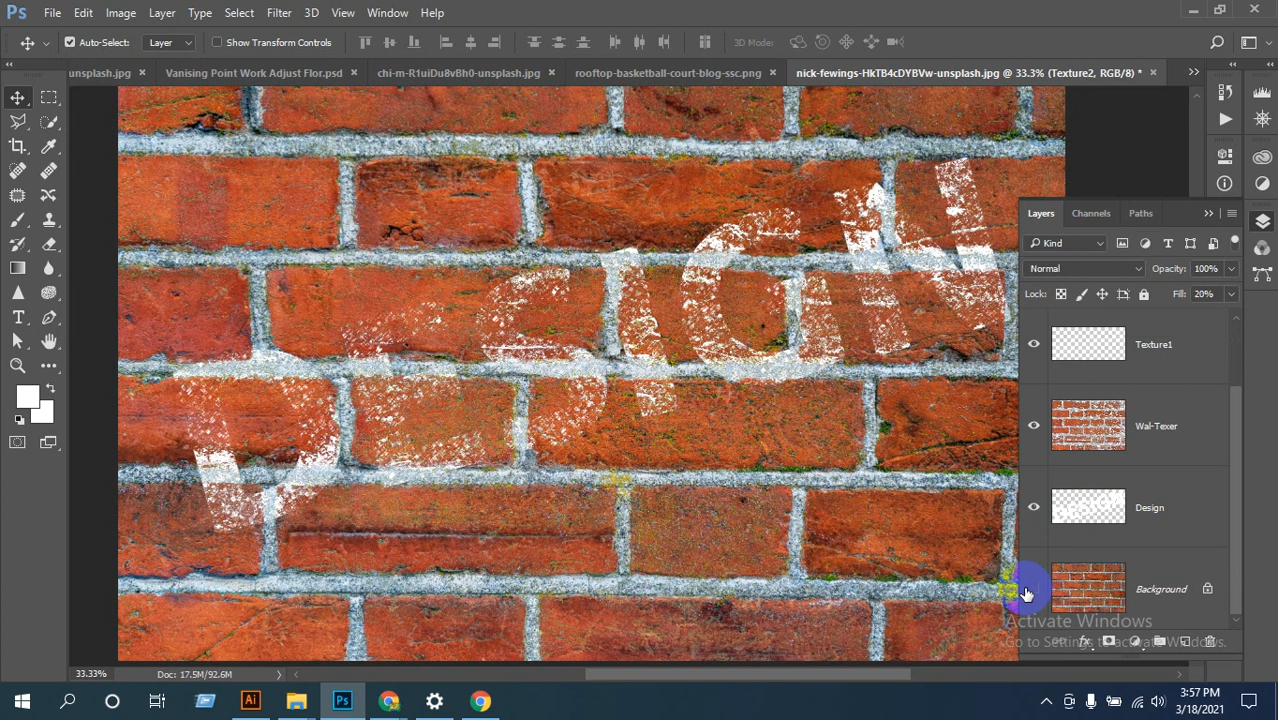 Ps File Edit Image Layer Type Select Filter 3D View Window Help
Auto-Select: Layer Show Transform Controls 3D Mode:
unsplash.jpg × Vanising Point Work Adjust Flor.psd × chi-m-R1uiDu8vBh0-unsplash.jpg × rooftop-basketball-court-blog-ssc.png × nick-fewings-HkTB4cDYBVw-unsplash.jpg @ 33.3% (Texture2, RGB/8) * ×
DESIGN
Layers Channels Paths
Kind
Normal Opacity: 100%
Lock: Fill: 20%
Texture1
Wal-Texer
Design
Background
Activate Windows
Go to Settings to activate Windows.
33.33% Doc: 17.5M/92.6M
Ai Ps
3:57 PM
3/18/2021